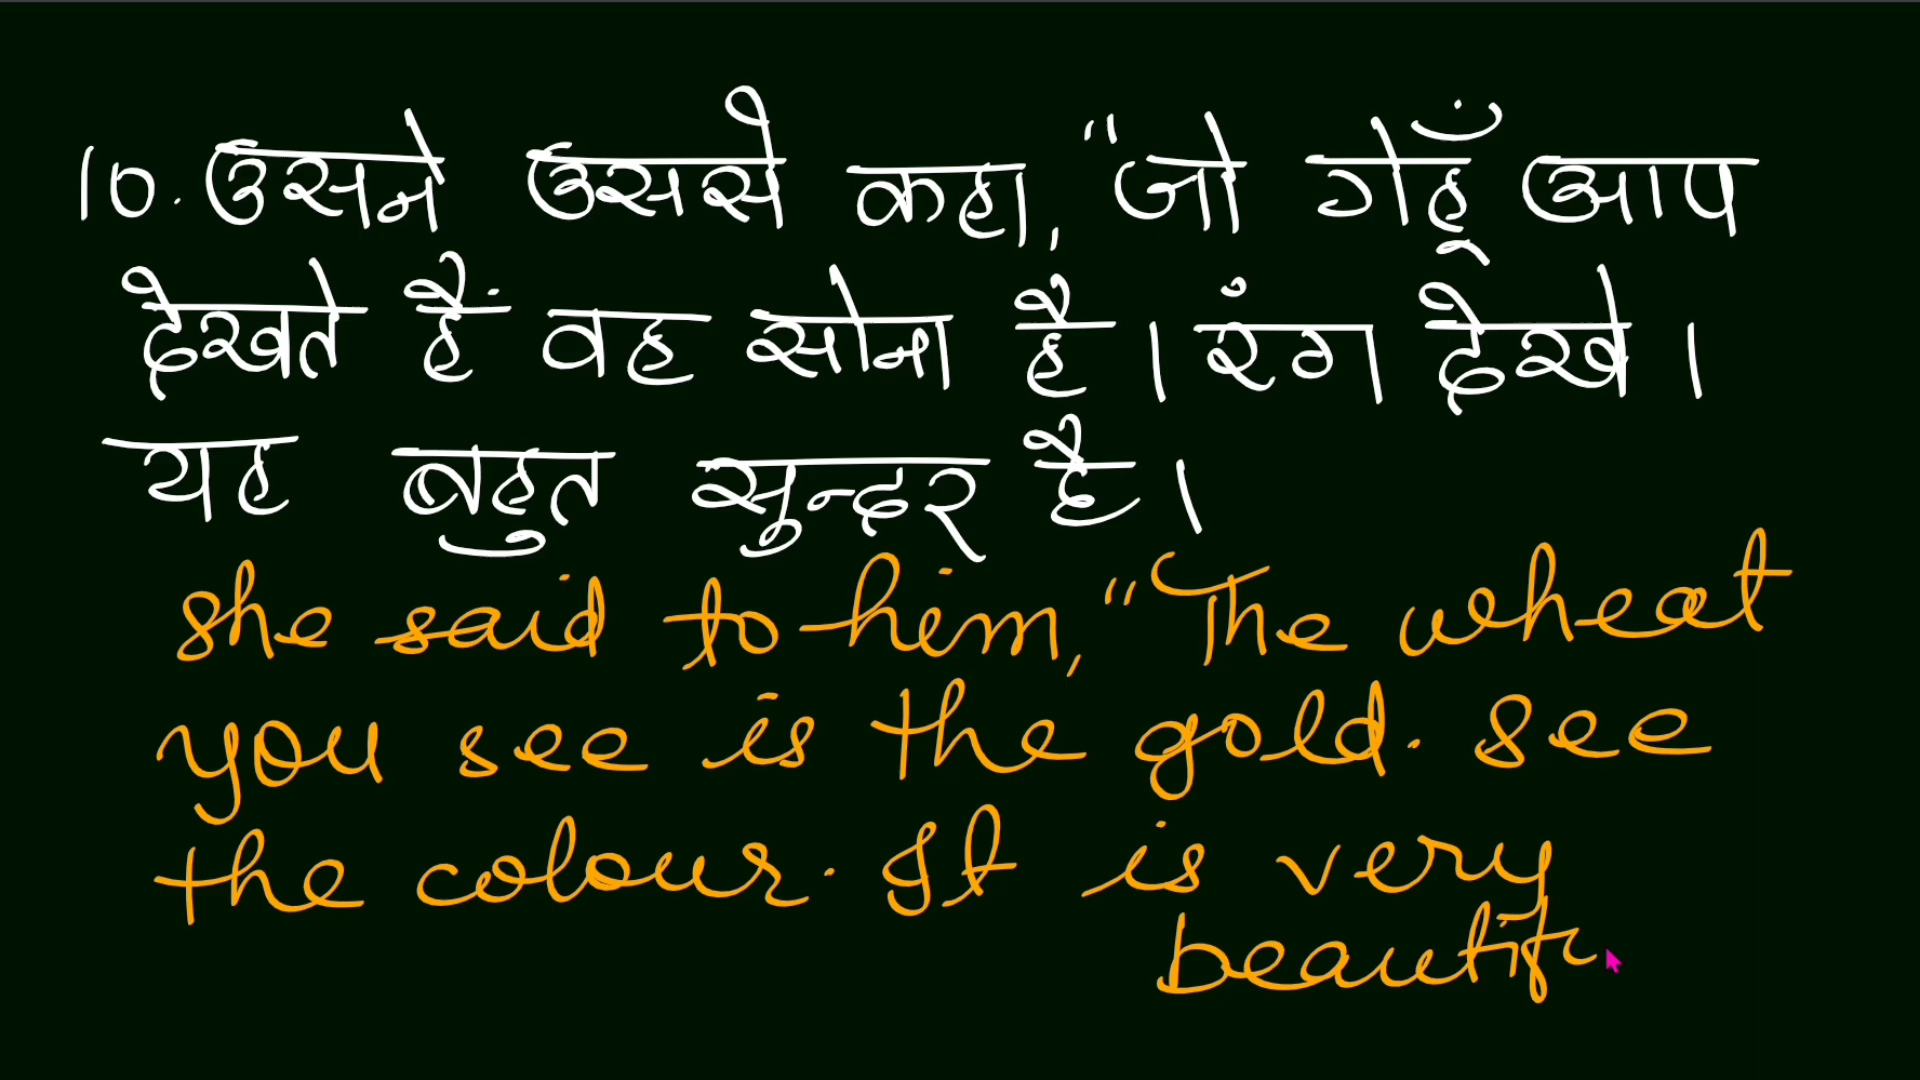 10. उसने उससे कहा, "जो गेहूँ आप
देखते हैं वह सोना है। रंग देखे।
यह बहुत सुन्दर है।
she said to him, "The wheat
you see is the gold. See
the colour. It is very
beautifu